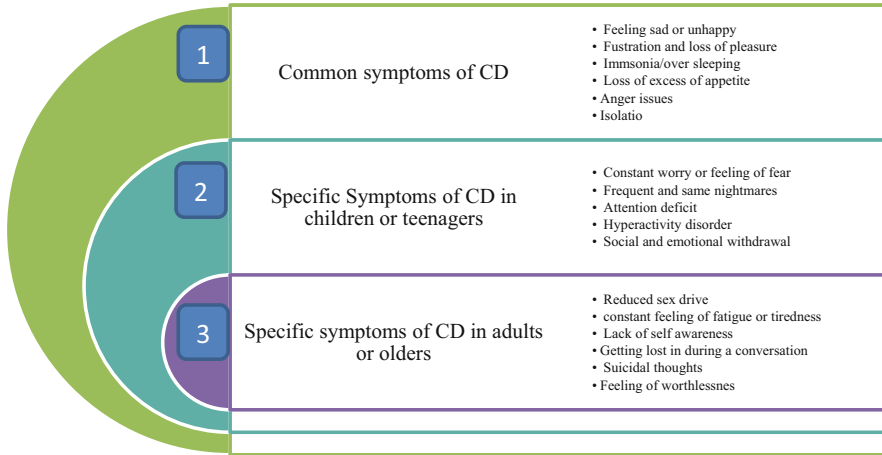 1
Common symptoms of CD
• Feeling sad or unhappy
• Fustration and loss of pleasure
• Immsonia/over sleeping
• Loss of excess of appetite
• Anger issues
• Isolatio
2
Specific Symptoms of CD in
children or teenagers
• Constant worry or feeling of fear
• Frequent and same nightmares
• Attention deficit
• Hyperactivity disorder
• Social and emotional withdrawal
3
Specific symptoms of CD in adults
or olders
• Reduced sex drive
• constant feeling of fatigue or tiredness
• Lack of self awareness
• Getting lost in during a conversation
• Suicidal thoughts
• Feeling of worthlessnes